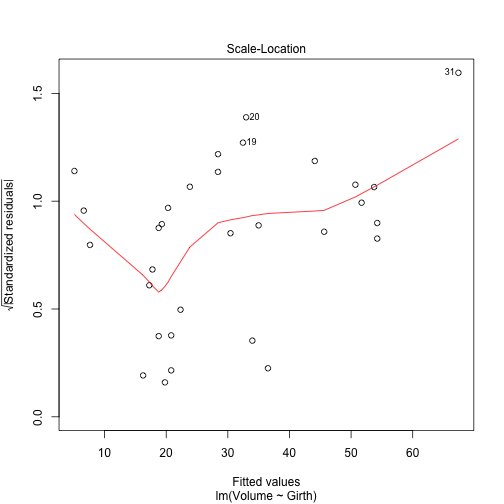 Scale-Location
√|Standardized residuals|
0.0 0.5 1.0 1.5
31
20
19
10 20 30 40 50 60
Fitted values
lm(Volume ~ Girth)